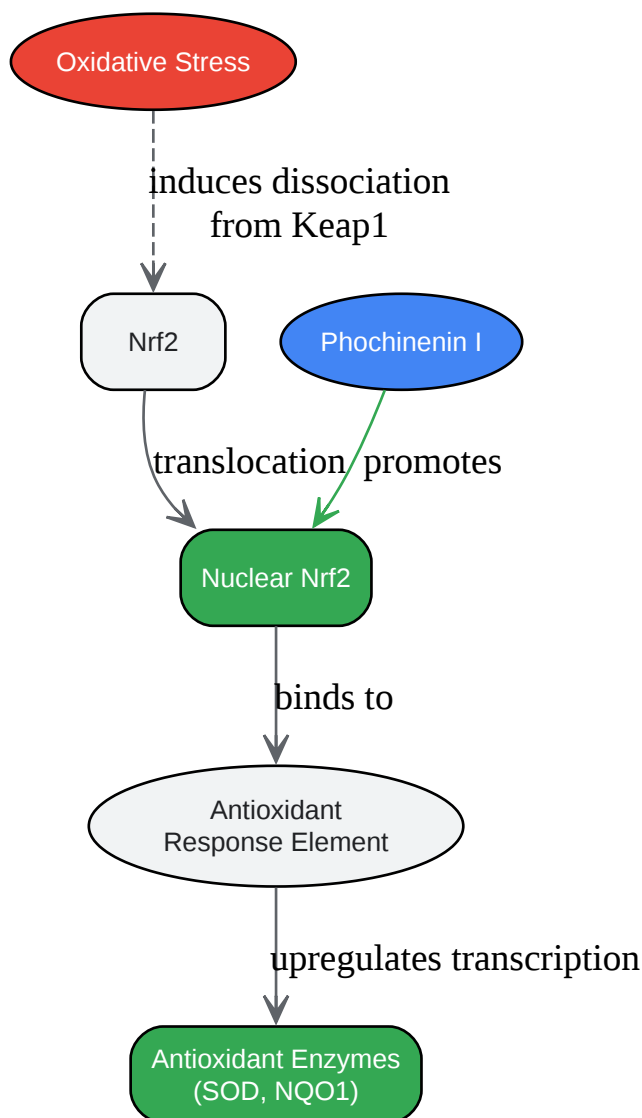 Oxidative Stress
induces dissociation
from Keap1
Nrf2
Phochinenin I
translocation
promotes
Nuclear Nrf2
binds to
Antioxidant
Response Element
upregulates transcription
Antioxidant Enzymes
(SOD, NQO1)